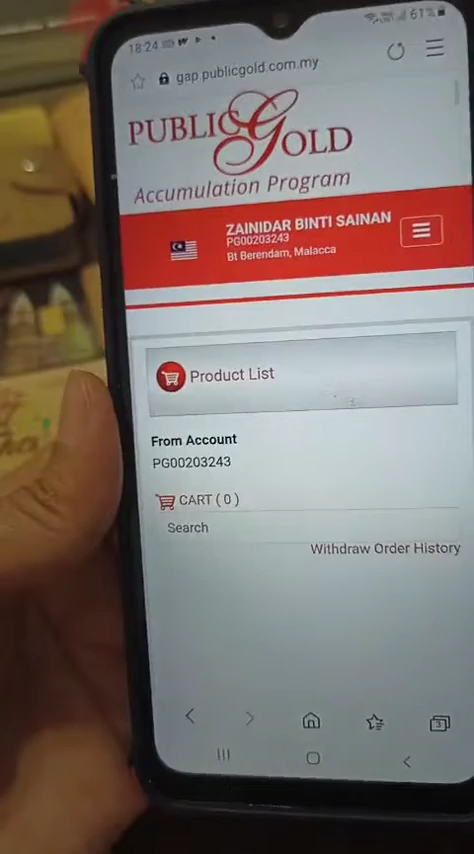 18:24
61%
gap.publicgold.com.my
PUBLIC GOLD
Accumulation Program
ZAINIDAR BINTI SAINAN
PG00203243
Bt Berendam, Malacca
Product List
From Account
PG00203243
CART ( 0 )
Search
Withdraw Order History
3